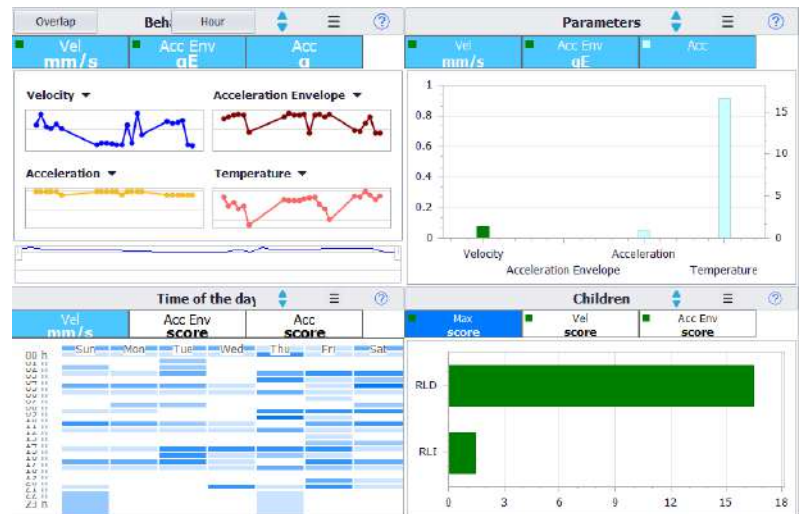 Overlap Beh Hour ?
Vel Acc Env Acc
mm/s gE g
Velocity Acceleration Envelope
Acceleration Temperature
Parameters ?
Vel Acc Env Acc
mm/s gE
1
0.8
0.6
0.4
0.2
0
15
10
5
0
Velocity Acceleration
Acceleration Envelope Temperature
Time of the day ?
Vel Acc Env Acc
mm/s score score
Sun Mon Tue Wed Thu Fri Sat
00 h
23 h
Children ?
Max Vel Acc Env
score score score
RLD
RLI
0 3 6 9 12 15 18